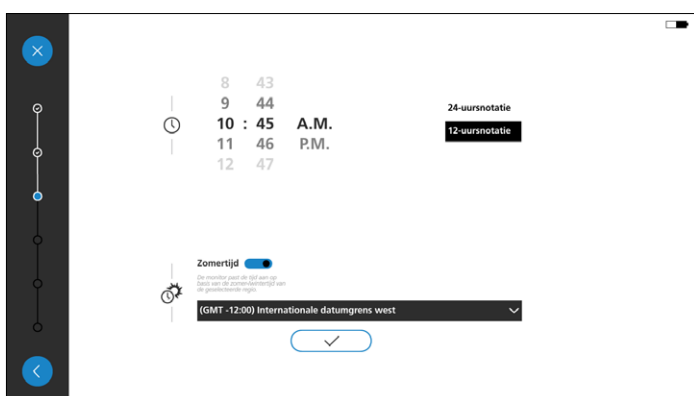 8 43
9 44
10 : 45 A.M.
11 46 P.M.
12 47
24-uursnotatie
12-uursnotatie
Zomertijd
De monitor past de tijd aan op
basis van de zomer-/wintertijd van
de geselecteerde regio
(GMT -12:00) Internationale datumgrens west